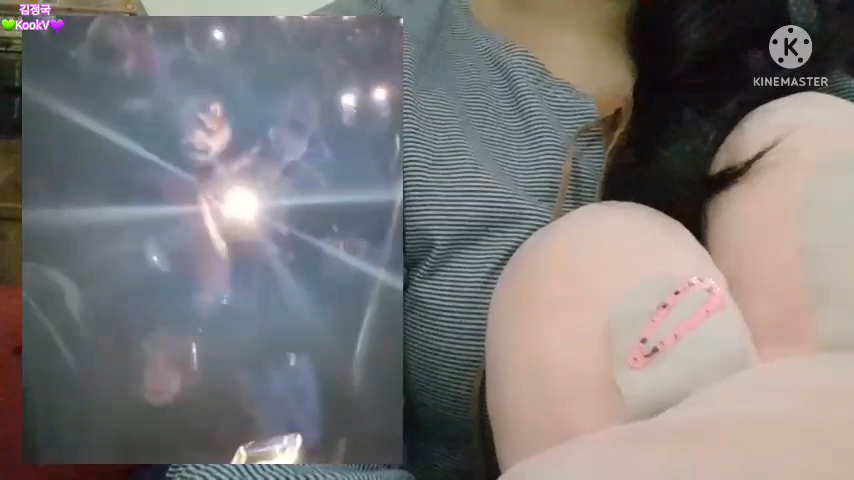 김정국
💚KookV💜
KINEMASTER